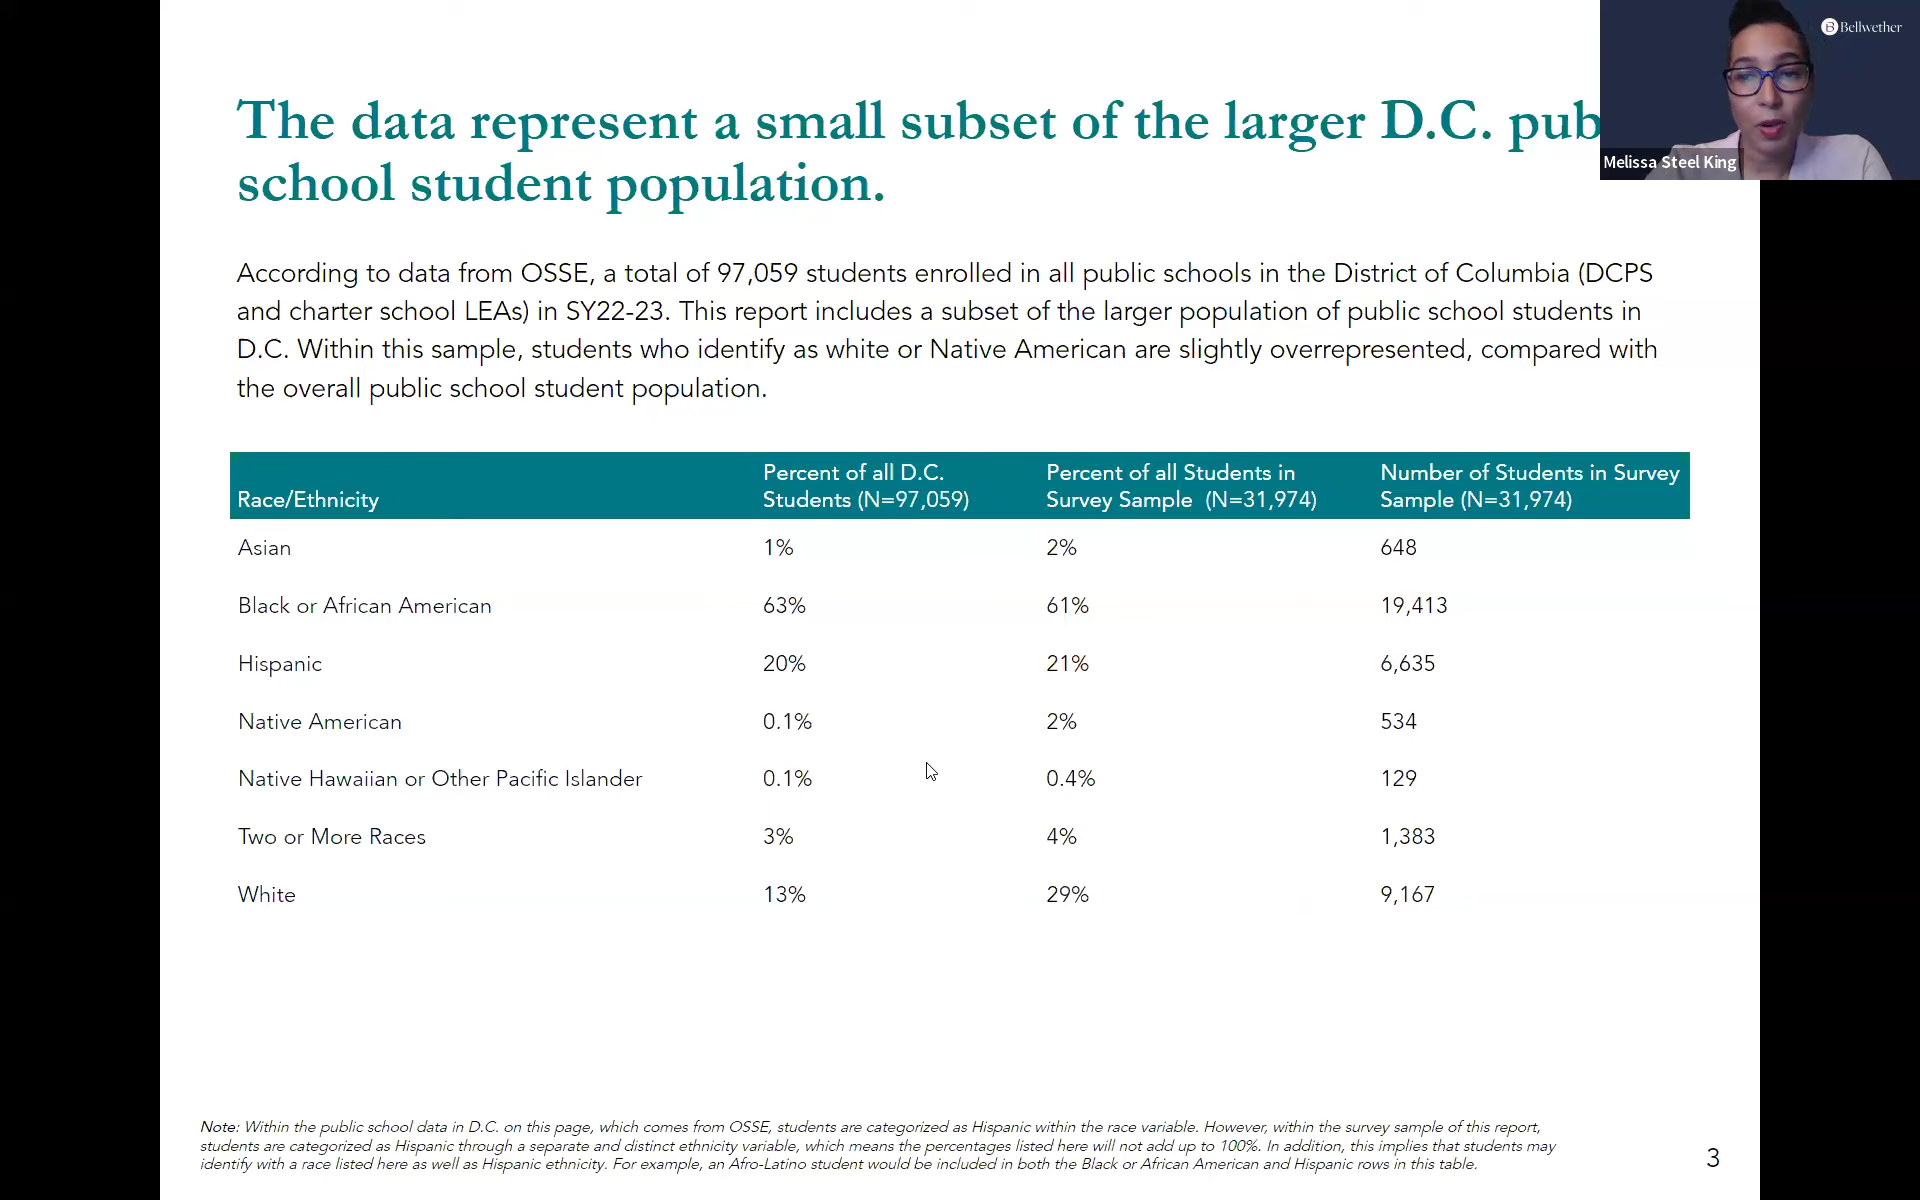 Bellwether
The data represent a small subset of the larger D.C. pub
school student population.
Melissa Steel King
According to data from OSSE, a total of 97,059 students enrolled in all public schools in the District of Columbia (DCPS
and charter school LEAs) in SY22-23. This report includes a subset of the larger population of public school students in
D.C. Within this sample, students who identify as white or Native American are slightly overrepresented, compared with
the overall public school student population.
Race/Ethnicity Percent of all D.C. Students (N=97,059) Percent of all Students in Survey Sample (N=31,974) Number of Students in Survey Sample (N=31,974)
Asian 1% 2% 648
Black or African American 63% 61% 19,413
Hispanic 20% 21% 6,635
Native American 0.1% 2% 534
Native Hawaiian or Other Pacific Islander 0.1% 0.4% 129
Two or More Races 3% 4% 1,383
White 13% 29% 9,167
Note: Within the public school data in D.C. on this page, which comes from OSSE, students are categorized as Hispanic within the race variable. However, within the survey sample of this report,
students are categorized as Hispanic through a separate and distinct ethnicity variable, which means the percentages listed here will not add up to 100%. In addition, this implies that students may
identify with a race listed here as well as Hispanic ethnicity. For example, an Afro-Latino student would be included in both the Black or African American and Hispanic rows in this table.
3